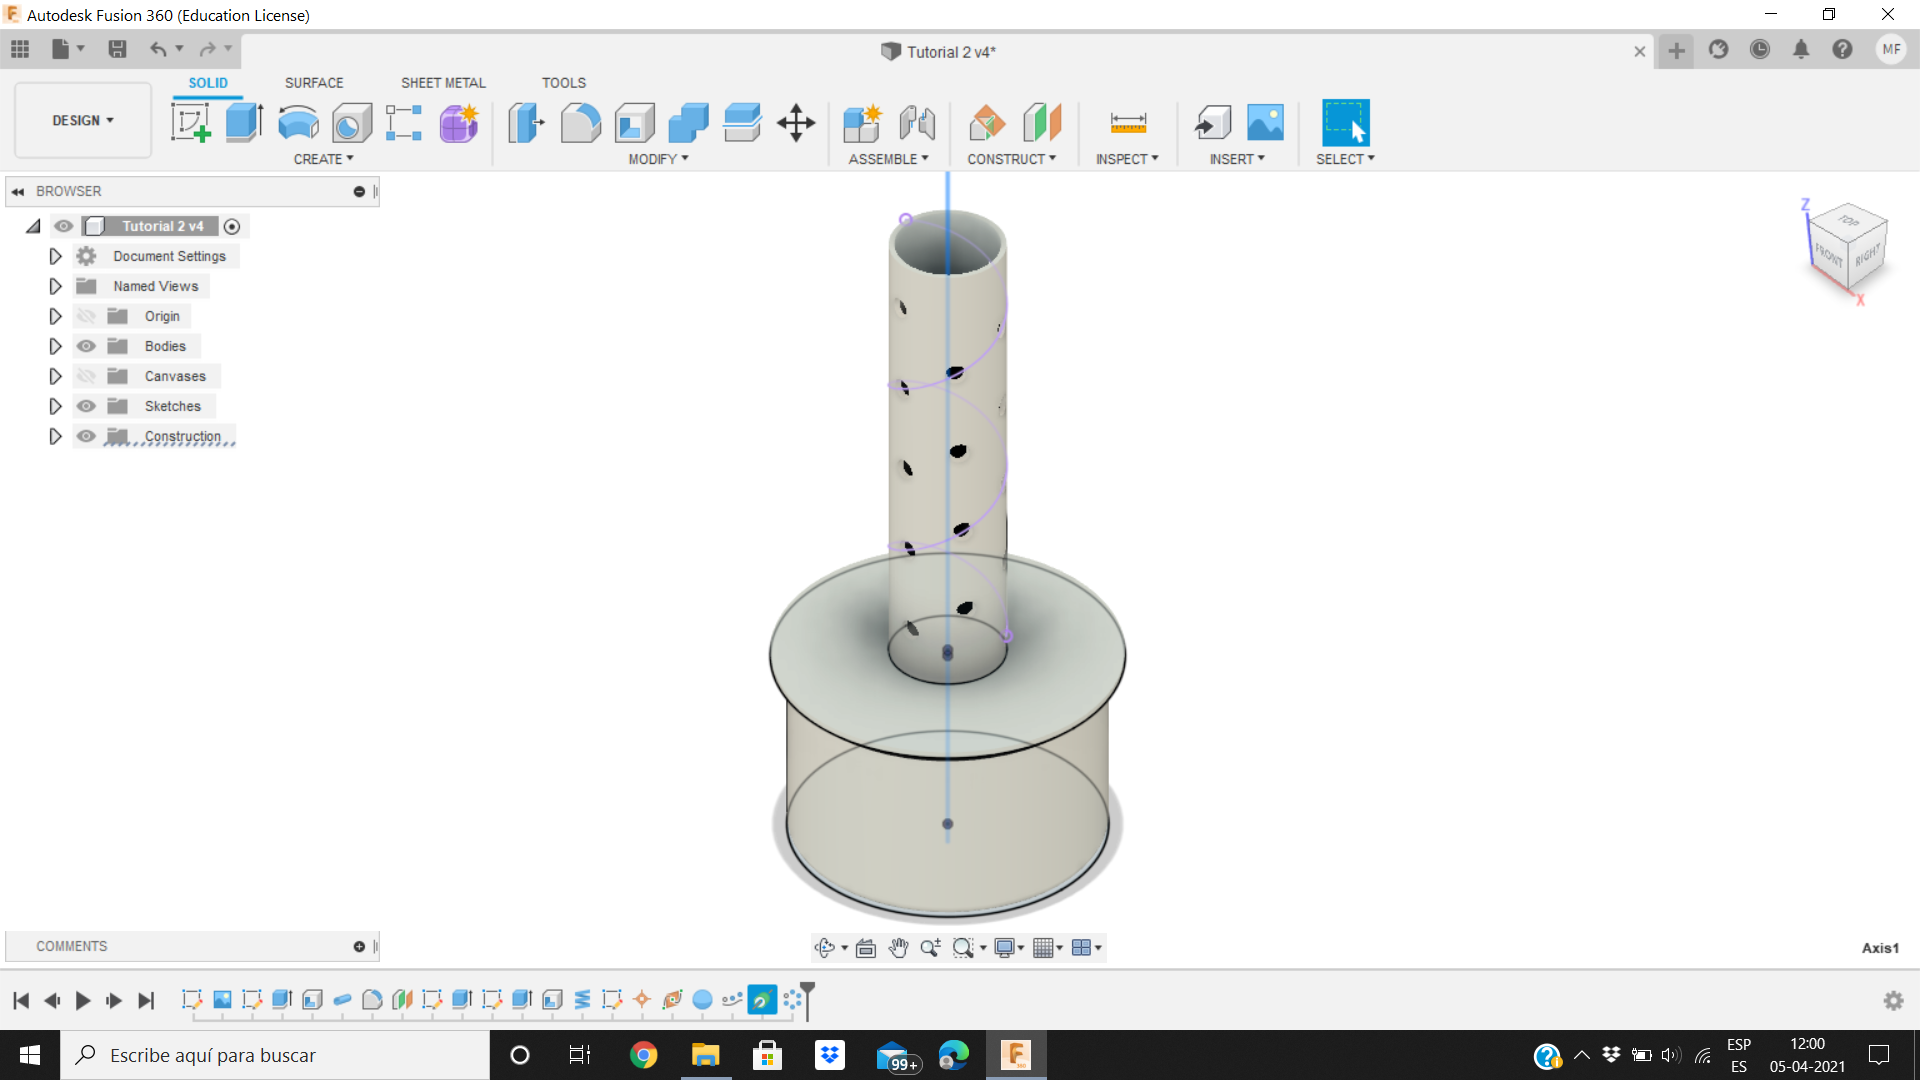 Autodesk Fusion 360 (Education License)
Tutorial 2 v4*
MF
SOLID SURFACE SHEET METAL TOOLS
DESIGN
CREATE MODIFY ASSEMBLE CONSTRUCT INSPECT INSERT SELECT
BROWSER
Tutorial 2 v4
Document Settings
Named Views
Origin
Bodies
Canvases
Sketches
Construction
Z
TOP
FRONT RIGHT
X
COMMENTS
Axis1
Escribe aquí para buscar
99+
F
360
ESP
ES
12:00
05-04-2021